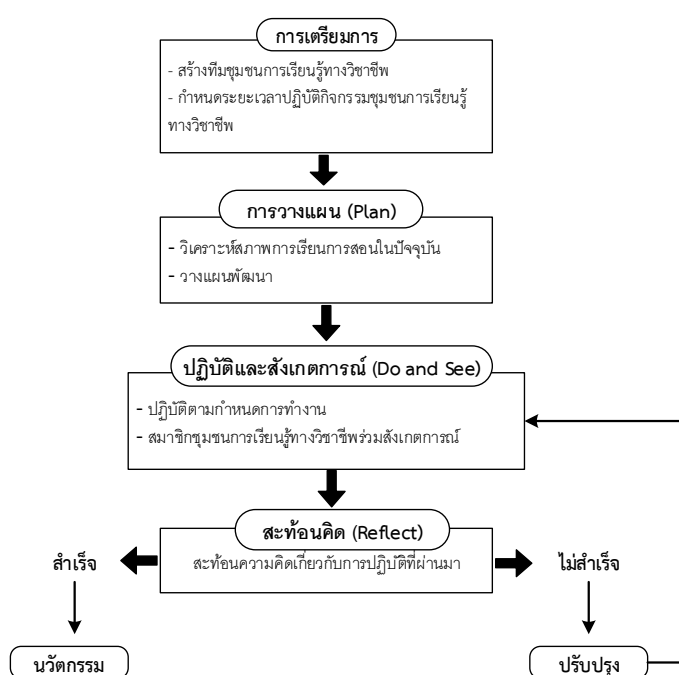 การเตรียมการ
- สร้างทีมชุมชนการเรียนรู้ทางวิชาชีพ
- กำหนดระยะเวลาปฏิบัติกิจกรรมชุมชนการเรียนรู้
ทางวิชาชีพ
การวางแผน (Plan)
- วิเคราะห์สภาพการเรียนการสอนในปัจจุบัน
- วางแผนพัฒนา
ปฏิบัติและสังเกตการณ์ (Do and See)
- ปฏิบัติตามกำหนดการทำงาน
- สมาชิกชุมชนการเรียนรู้ทางวิชาชีพร่วมสังเกตการณ์
สะท้อนคิด (Reflect)
สะท้อนความคิดเกี่ยวกับการปฏิบัติที่ผ่านมา
สำเร็จ
ไม่สำเร็จ
นวัตกรรม
ปรับปรุง